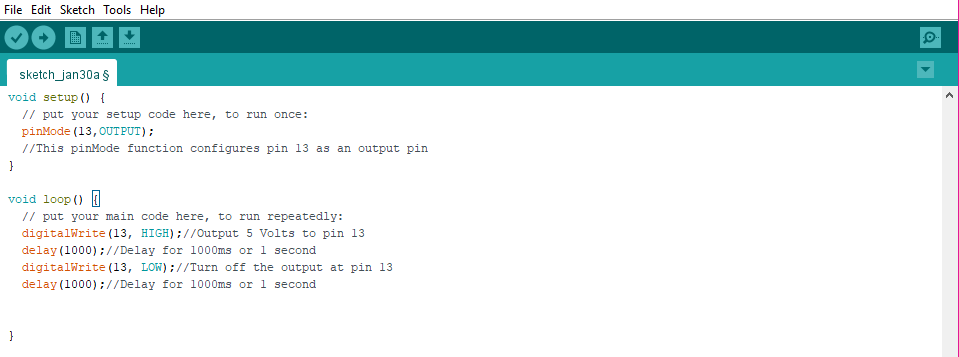 File Edit Sketch Tools Help
sketch_jan30a §
void setup() {
  // put your setup code here, to run once:
  pinMode(13,OUTPUT);
  //This pinMode function configures pin 13 as an output pin
}
void loop() {
  // put your main code here, to run repeatedly:
  digitalWrite(13, HIGH);//Output 5 Volts to pin 13
  delay(1000);//Delay for 1000ms or 1 second
  digitalWrite(13, LOW);//Turn off the output at pin 13
  delay(1000);//Delay for 1000ms or 1 second
}